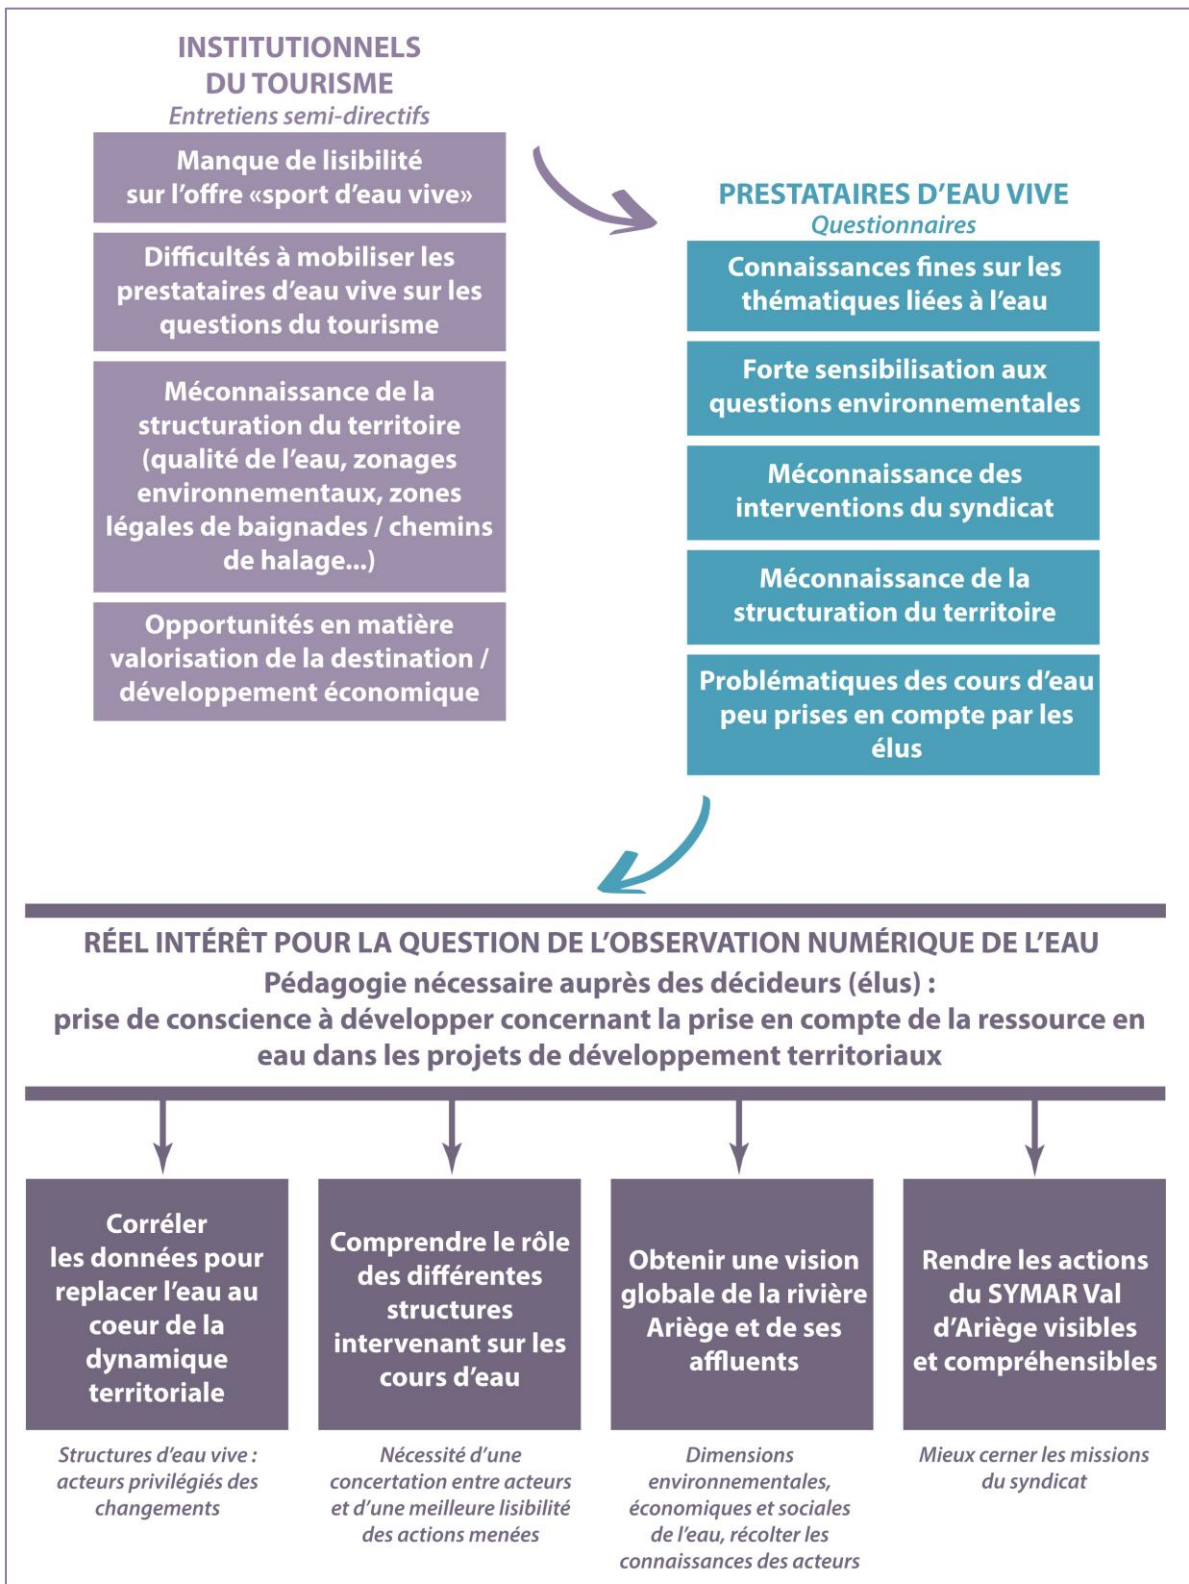 INSTITUTIONNELS
DU TOURISME
Entretiens semi-directifs
Manque de lisibilité
sur l'offre «sport d'eau vive»
Difficultés à mobiliser les
prestataires d'eau vive sur les
questions du tourisme
Méconnaissance de la
structuration du territoire
(qualité de l'eau, zonages
environnementaux, zones
légales de baignades / chemins
de halage...)
Opportunités en matière
valorisation de la destination /
développement économique
PRESTATAIRES D'EAU VIVE
Questionnaires
Connaissances fines sur les
thématiques liées à l'eau
Forte sensibilisation aux
questions environnementales
Méconnaissance des
interventions du syndicat
Méconnaissance de la
structuration du territoire
Problématiques des cours d'eau
peu prises en compte par les
élus
RÉEL INTÉRÊT POUR LA QUESTION DE L'OBSERVATION NUMÉRIQUE DE L'EAU
Pédagogie nécessaire auprès des décideurs (élus) :
prise de conscience à développer concernant la prise en compte de la ressource en
eau dans les projets de développement territoriaux
Corréler
les données pour
replacer l'eau au
coeur de la
dynamique
territoriale
Structures d'eau vive :
acteurs privilégiés des
changements
Comprendre le rôle
des différentes
structures
intervenant sur les
cours d'eau
Nécessité d'une
concertation entre acteurs
et d'une meilleure lisibilité
des actions menées
Obtenir une vision
globale de la rivière
Ariège et de ses
affluents
Dimensions
environnementales,
économiques et sociales
de l'eau, récolter les
connaissances des acteurs
Rendre les actions
du SYMAR Val
d'Ariège visibles
et compréhensibles
Mieux cerner les missions
du syndicat